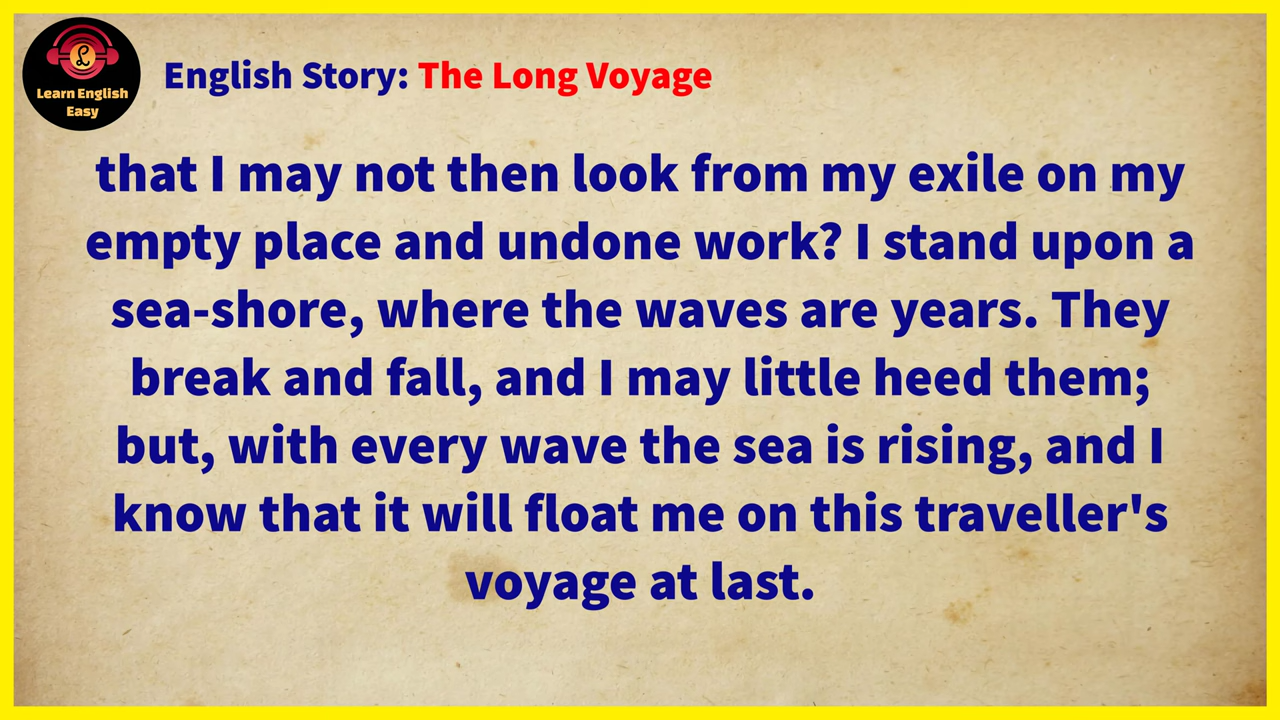 Learn English
Easy
English Story: The Long Voyage
that I may not then look from my exile on my
empty place and undone work? I stand upon a
sea-shore, where the waves are years. They
break and fall, and I may little heed them;
but, with every wave the sea is rising, and I
know that it will float me on this traveller's
voyage at last.